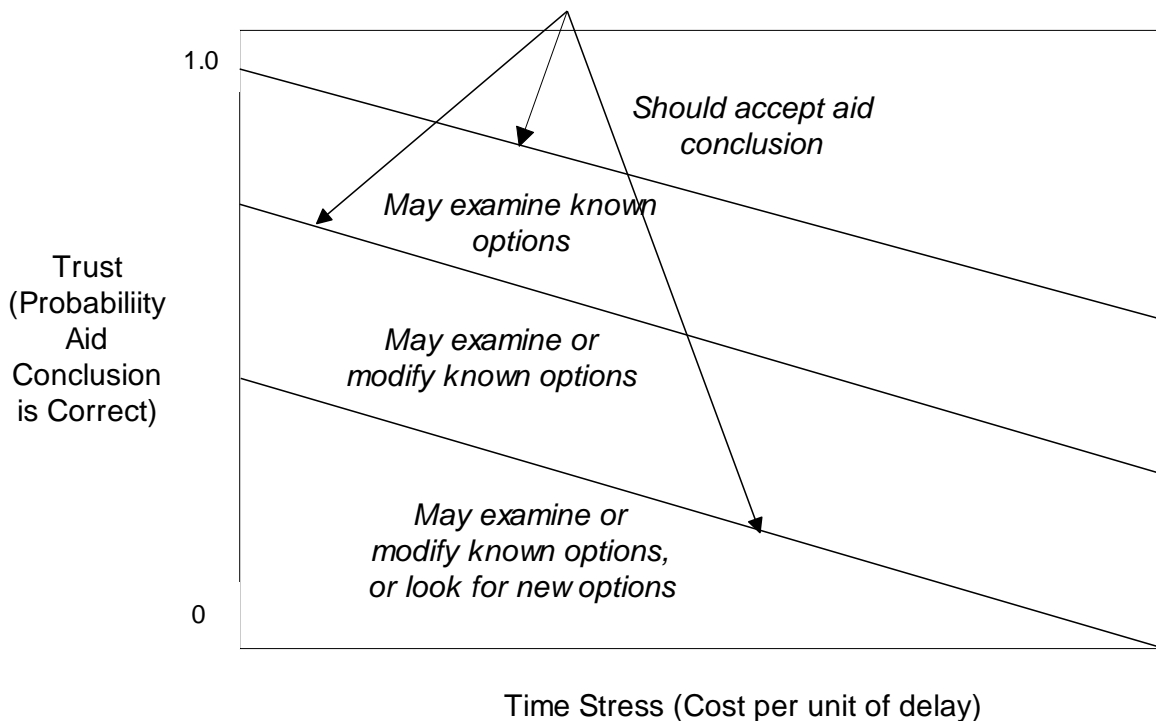 1.0
Should accept aid
conclusion
May examine known
options
Trust
(Probabiliity
Aid
Conclusion
is Correct)
May examine or
modify known options
May examine or
modify known options,
or look for new options
0
Time Stress (Cost per unit of delay)